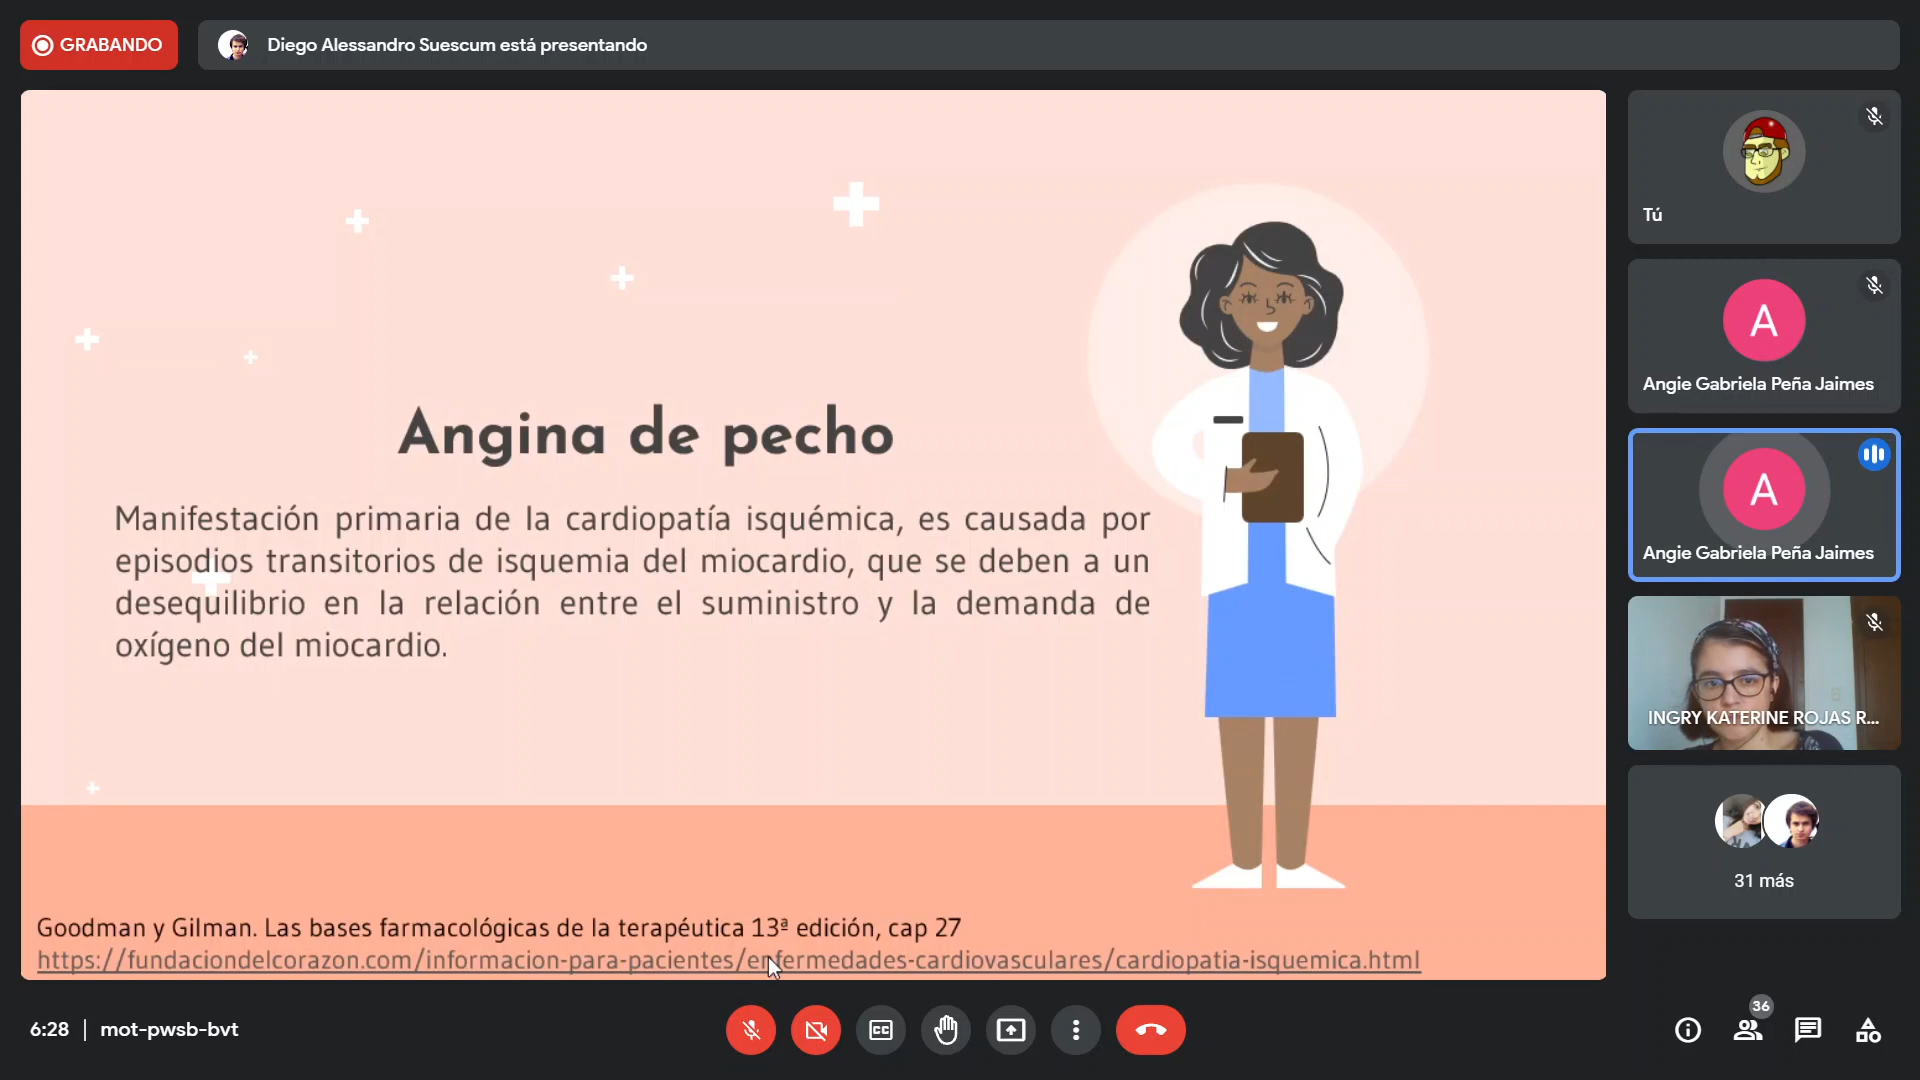 GRABANDO
Diego Alessandro Suescum está presentando
Angina de pecho
Manifestación primaria de la cardiopatía isquémica, es causada por
episodios transitorios de isquemia del miocardio, que se deben a un
desequilibrio en la relación entre el suministro y la demanda de
oxígeno del miocardio.
Goodman y Gilman. Las bases farmacológicas de la terapéutica 13ª edición, cap 27
https://fundaciondelcorazon.com/informacion-para-pacientes/enfermedades-cardiovasculares/cardiopatia-isquemica.html
Tú
A
Angie Gabriela Peña Jaimes
A
Angie Gabriela Peña Jaimes
INGRY KATERINE ROJAS R...
31 más
6:28 | mot-pwsb-bvt
CC
36